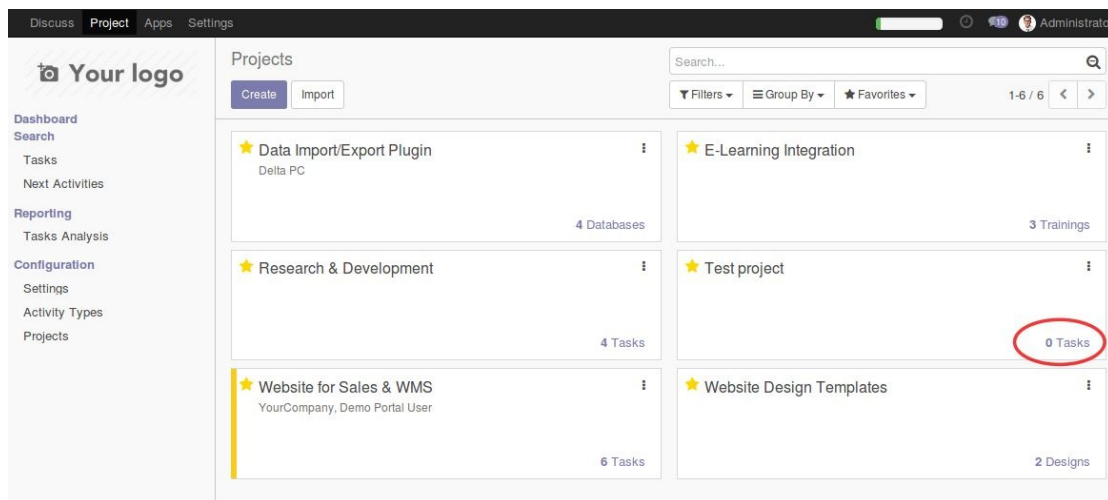 Discuss Project Apps Settings
10 Administrato
Your logo
Dashboard
Search
Tasks
Next Activities
Reporting
Tasks Analysis
Configuration
Settings
Activity Types
Projects
Projects
Search...
Create Import
Filters Group By Favorites
1-6 / 6
Data Import/Export Plugin
Delta PC
4 Databases
E-Learning Integration
3 Trainings
Research & Development
4 Tasks
Test project
0 Tasks
Website for Sales & WMS
YourCompany, Demo Portal User
6 Tasks
Website Design Templates
2 Designs